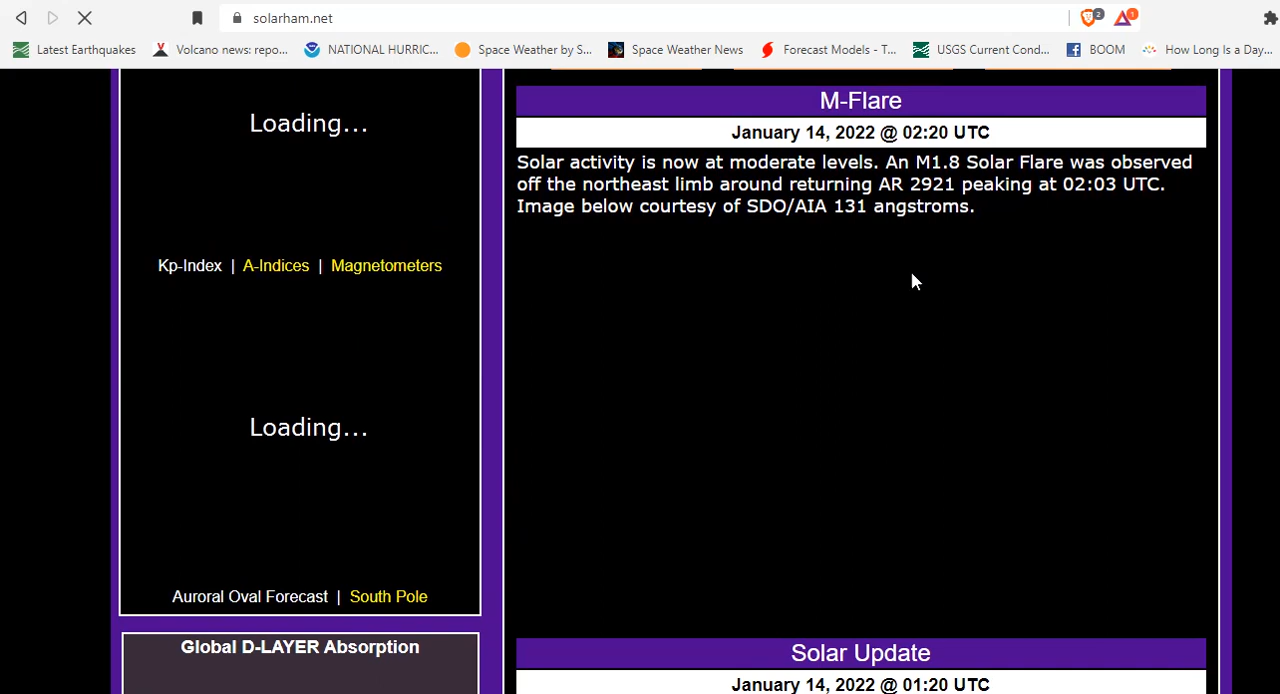 solarham.net
2
1
Latest Earthquakes
Volcano news: repo...
NATIONAL HURRIC...
Space Weather by S...
Space Weather News
Forecast Models - T...
USGS Current Cond...
BOOM
How Long Is a Day...
Loading...
Kp-Index | A-Indices | Magnetometers
Loading...
Auroral Oval Forecast | South Pole
Global D-LAYER Absorption
M-Flare
January 14, 2022 @ 02:20 UTC
Solar activity is now at moderate levels. An M1.8 Solar Flare was observed
off the northeast limb around returning AR 2921 peaking at 02:03 UTC.
Image below courtesy of SDO/AIA 131 angstroms.
Solar Update
January 14, 2022 @ 01:20 UTC